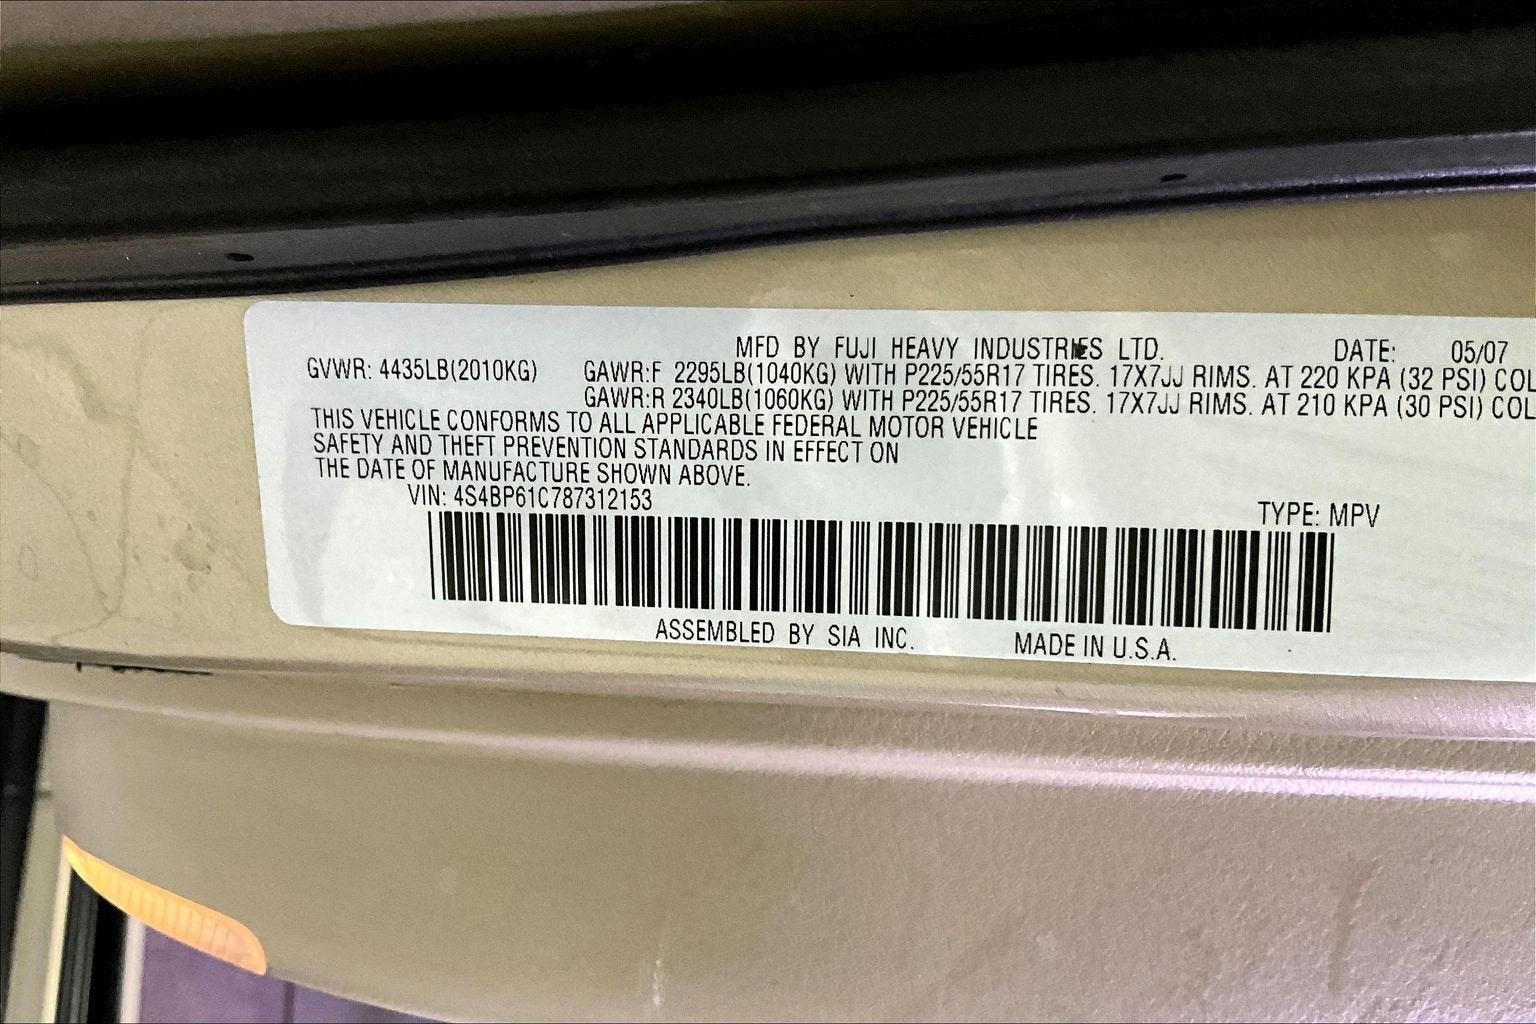 MFD BY FUJI HEAVY INDUSTRIES LTD. DATE: 05/07
GVWR: 4435LB(2010KG) GAWR:F 2295LB(1040KG) WITH P225/55R17 TIRES. 17X7JJ RIMS. AT 220 KPA (32 PSI) COL
GAWR:R 2340LB(1060KG) WITH P225/55R17 TIRES. 17X7JJ RIMS. AT 210 KPA (30 PSI) COL
THIS VEHICLE CONFORMS TO ALL APPLICABLE FEDERAL MOTOR VEHICLE
SAFETY AND THEFT PREVENTION STANDARDS IN EFFECT ON
THE DATE OF MANUFACTURE SHOWN ABOVE.
VIN: 4S4BP61C787312153 TYPE: MPV
ASSEMBLED BY SIA INC. MADE IN U.S.A.